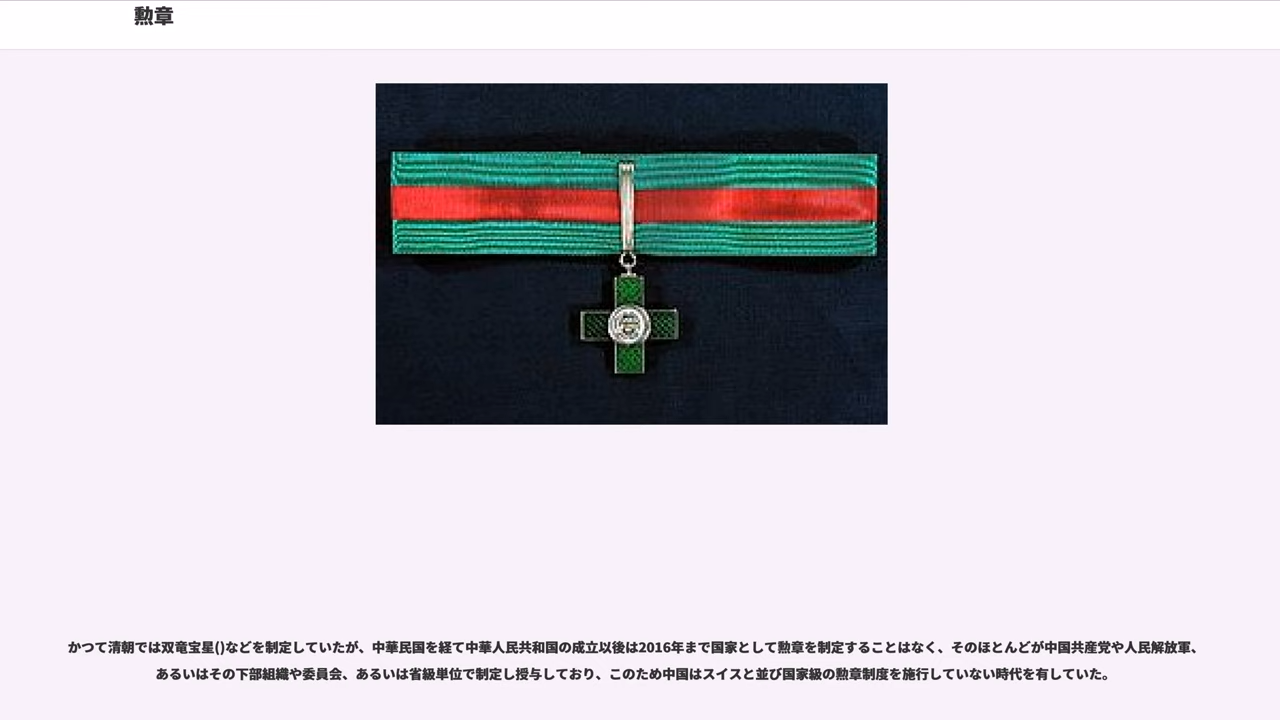 勲章
かつて清朝では双竜宝星()などを制定していたが、中華民国を経て中華人民共和国の成立以後は2016年まで国家として勲章を制定することはなく、そのほとんどが中国共産党や人民解放軍、
あるいはその下部組織や委員会、あるいは省級単位で制定し授与しており、このため中国はスイスと並び国家級の勲章制度を施行していない時代を有していた。